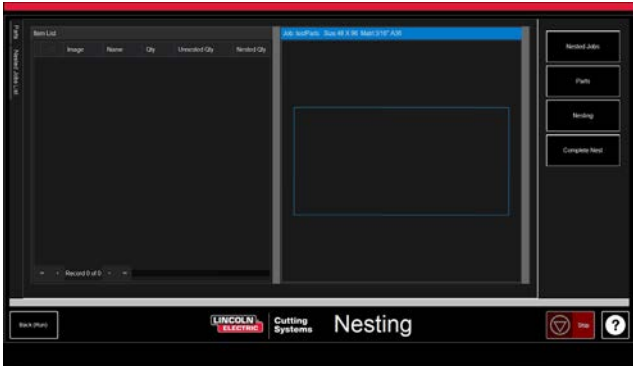 Parts
Nested Jobs List
Item List
Image Name Qty Unnested Qty Nested Qty
Record 0 of 0
Job: testParts Size:48 X 96 Matrl:3/16" A36
Nested Jobs
Parts
Nesting
Complete Nest
Back (Run)
LINCOLN
ELECTRIC
Cutting
Systems
Nesting
Stop
?